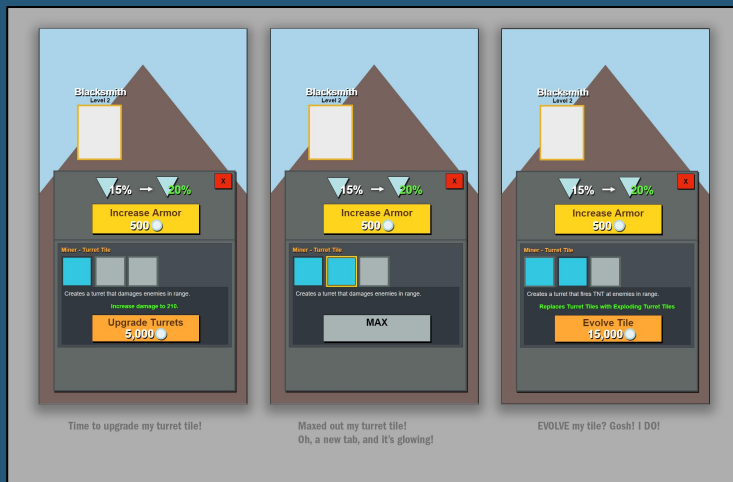 Blacksmith
Level 2
15% → 20%
X
Increase Armor
500
Miner - Turret Tile
Creates a turret that damages enemies in range.
Increase damage to 210.
Upgrade Turrets
5,000
Time to upgrade my turret tile!
Blacksmith
Level 2
15% → 20%
X
Increase Armor
500
Miner - Turret Tile
Creates a turret that damages enemies in range.
MAX
Maxed out my turret tile!
Oh, a new tab, and it's glowing!
Blacksmith
Level 2
15% → 20%
X
Increase Armor
500
Miner - Turret Tile
Creates a turret that fires TNT at enemies in range.
Replaces Turret Tiles with Exploding Turret Tiles
Evolve Tile
15,000
EVOLVE my tile? Gosh! I DO!